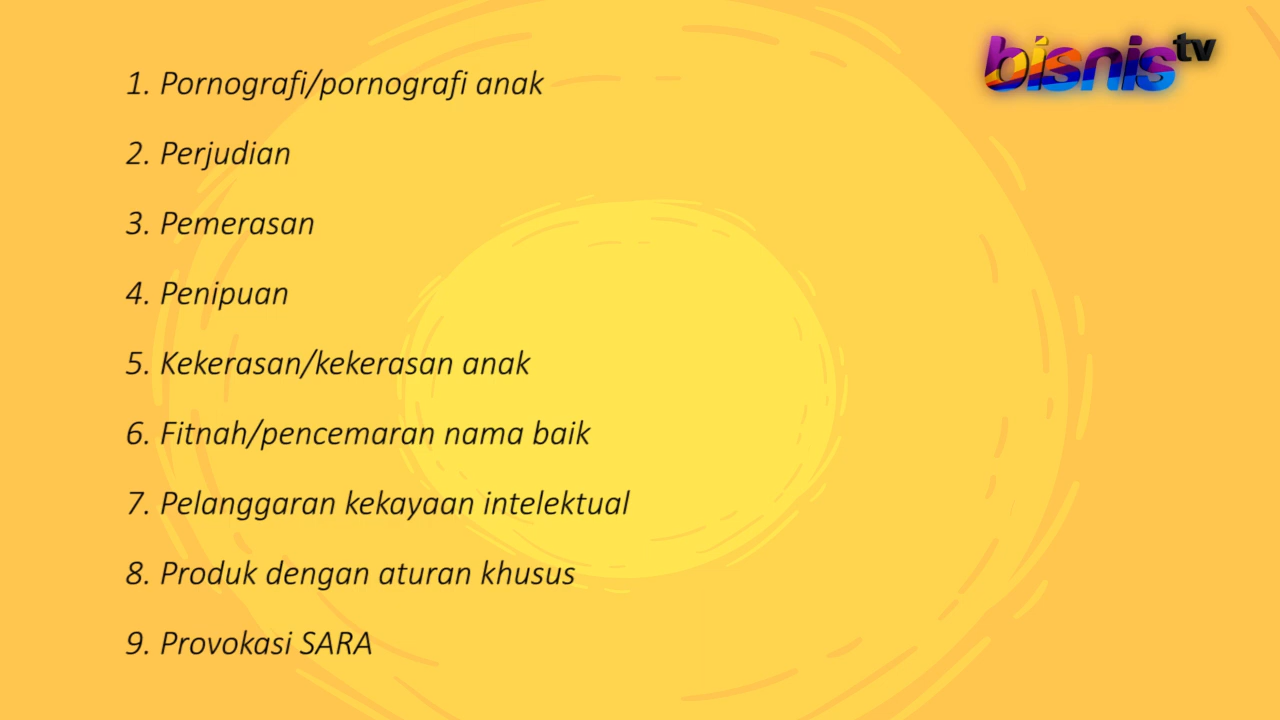 bisnis tv
1. Pornografi/pornografi anak
2. Perjudian
3. Pemerasan
4. Penipuan
5. Kekerasan/kekerasan anak
6. Fitnah/pencemaran nama baik
7. Pelanggaran kekayaan intelektual
8. Produk dengan aturan khusus
9. Provokasi SARA